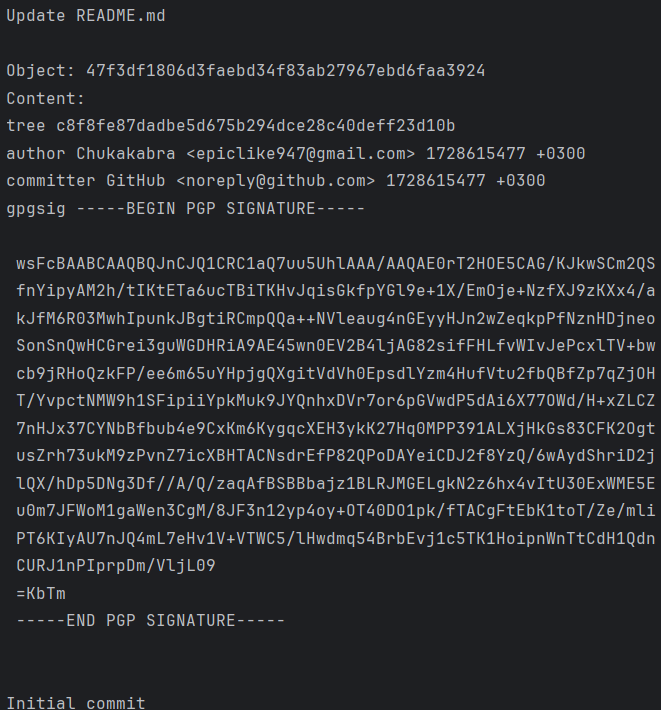 Update README.md
Object: 47f3df1806d3faebd34f83ab27967ebd6faa3924
Content:
tree c8f8fe87dadbe5d675b294dce28c40deff23d10b
author Chukakabra <epiclike947@gmail.com> 1728615477 +0300
committer GitHub <noreply@github.com> 1728615477 +0300
gpgsig -----BEGIN PGP SIGNATURE-----
wsFcBAABCAAQBQJnCJQ1CRC1aQ7uu5UhlAAA/AAQAE0rT2HOE5CAG/KJkwSCm2QS
fnYipyAM2h/tIKtETa6ucTBiTKHvJqisGkfpYGl9e+1X/EmOje+NzfXJ9zKXx4/a
kJfM6R03MwhIpunkJBgtiRCmpQQa++NVleaug4nGEyyHJn2wZeqkpPfNznHDjneo
SonSnQwHCGrei3guWGDHRiA9AE45wn0EV2B4ljAG82sifFHLfvWIvJePcxlTV+bw
cb9jRHoQzkFP/ee6m65uYHpjgQXgitVdVh0EpsdlYzm4HufVtu2fbQBfZp7qZjOH
T/YvpctNMW9h1SFipiiYpkMuk9JYQnhxDVr7or6pGVwdP5dAi6X77OWd/H+xZLCZ
7nHJx37CYNbBfbub4e9CxKm6KygqcXEH3ykK27Hq0MPP391ALXjHkGs83CFK2Ogt
usZrh73ukM9zPvnZ7icXBHTACNsdrEfP82QPoDAYeiCDJ2f8YzQ/6wAydShriD2j
lQX/hDp5DNg3Df//A/Q/zaqAfBSBBbajz1BLRJMGELgkN2z6hx4vItU30ExWME5E
u0m7JFWoM1gaWen3CgM/8JF3n12yp4oy+OT40DO1pk/fTACgFtEbK1toT/Ze/mli
PT6KIyAU7nJQ4mL7eHv1V+VTWC5/lHwdmq54BrbEvj1c5TK1HoipnWnTtCdH1Qdn
CURJ1nPIprpDm/VljL09
=KbTm
-----END PGP SIGNATURE-----
Initial commit